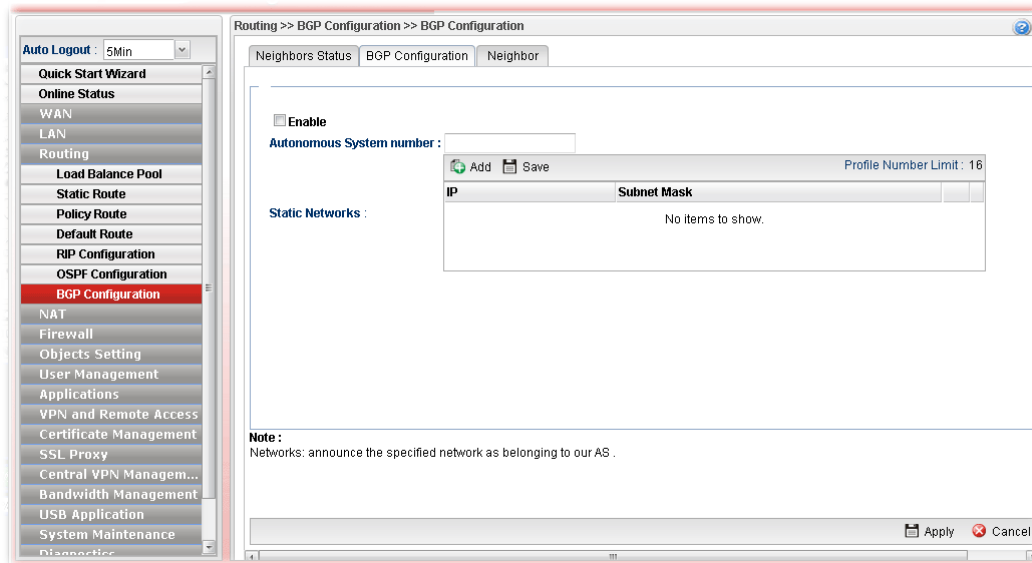 Routing >> BGP Configuration >> BGP Configuration
Auto Logout : 5Min
Quick Start Wizard
Online Status
WAN
LAN
Routing
Load Balance Pool
Static Route
Policy Route
Default Route
RIP Configuration
OSPF Configuration
BGP Configuration
NAT
Firewall
Objects Setting
User Management
Applications
VPN and Remote Access
Certificate Management
SSL Proxy
Central VPN Managem...
Bandwidth Management
USB Application
System Maintenance
Diagnostics
Neighbors Status BGP Configuration Neighbor
Enable
Autonomous System number :
Add Save Profile Number Limit : 16
IP Subnet Mask
Static Networks :
No items to show.
Note :
Networks: announce the specified network as belonging to our AS .
Apply Cancel